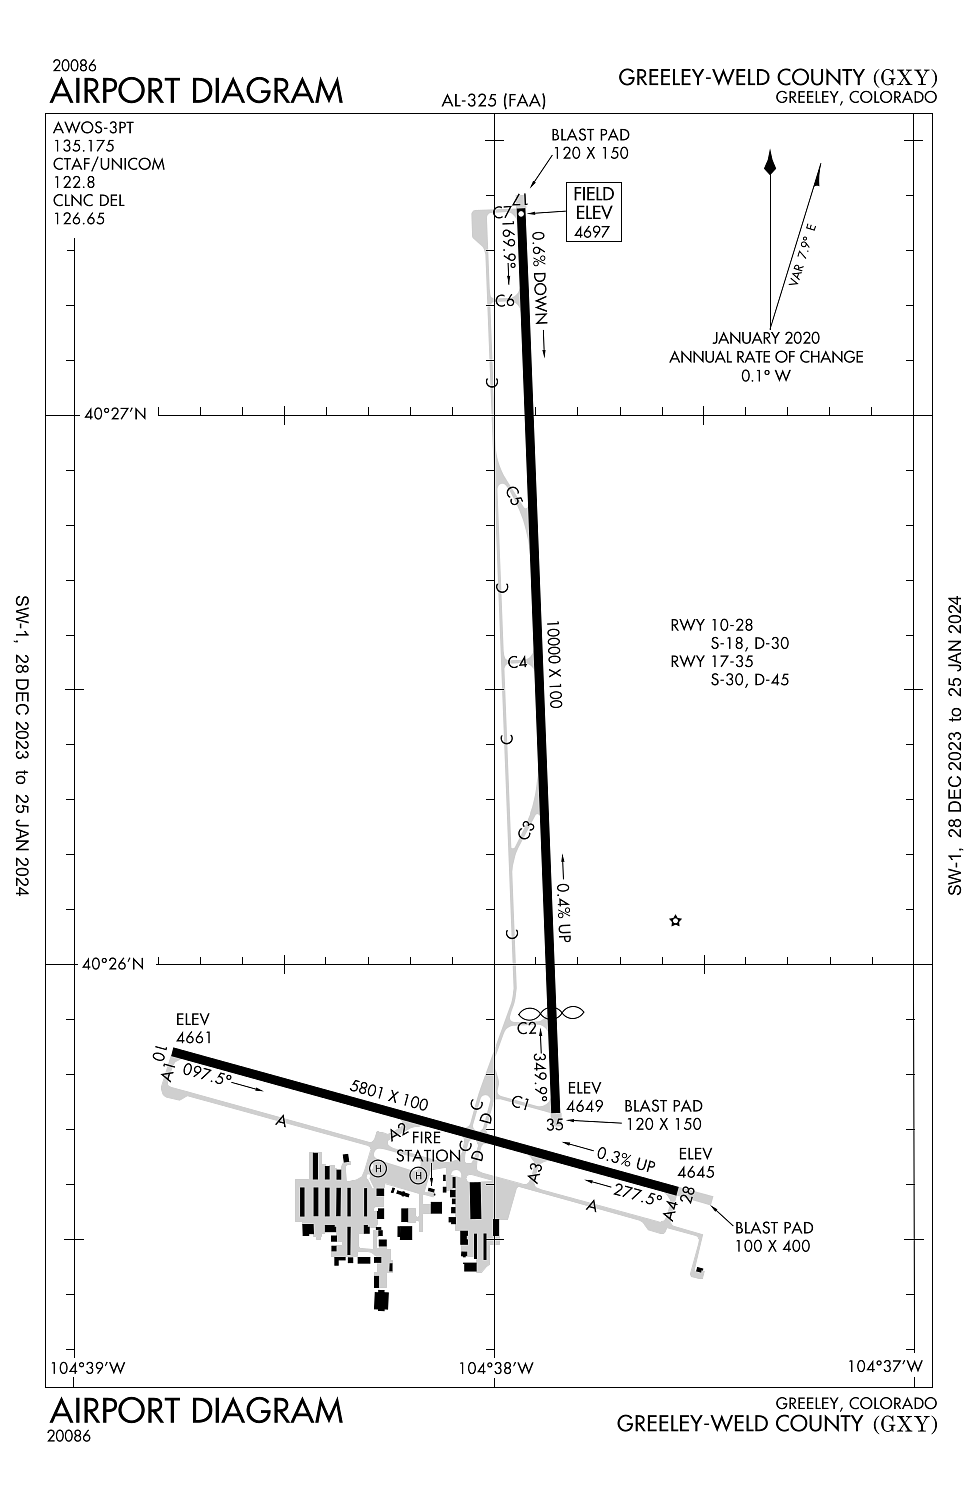 20086
AIRPORT DIAGRAM
AL-325 (FAA)
GREELEY-WELD COUNTY (GXY)
GREELEY, COLORADO
AWOS-3PT
135.175
CTAF/UNICOM
122.8
CLNC DEL
126.65
BLAST PAD
120 X 150
FIELD
ELEV
4697
17
C7
169.9°
0.6% DOWN
C6
C
VAR 7.9° E
JANUARY 2020
ANNUAL RATE OF CHANGE
0.1° W
40°27'N
C5
C
10000 X 100
C4
C
C3
RWY 10-28
S-18, D-30
RWY 17-35
S-30, D-45
SW-1, 28 DEC 2023 to 25 JAN 2024
SW-1, 28 DEC 2023 to 25 JAN 2024
0.4% UP
C
40°26'N
C2
349.9°
ELEV
4661
10
A1
097.5°
5801 X 100
A
A2
C
D
C
D
C1
35
ELEV
4649
BLAST PAD
120 X 150
FIRE
STATION
H
H
A3
0.3% UP
277.5°
ELEV
4645
28
A4
A
BLAST PAD
100 X 400
104°39'W
104°38'W
104°37'W
AIRPORT DIAGRAM
20086
GREELEY, COLORADO
GREELEY-WELD COUNTY (GXY)